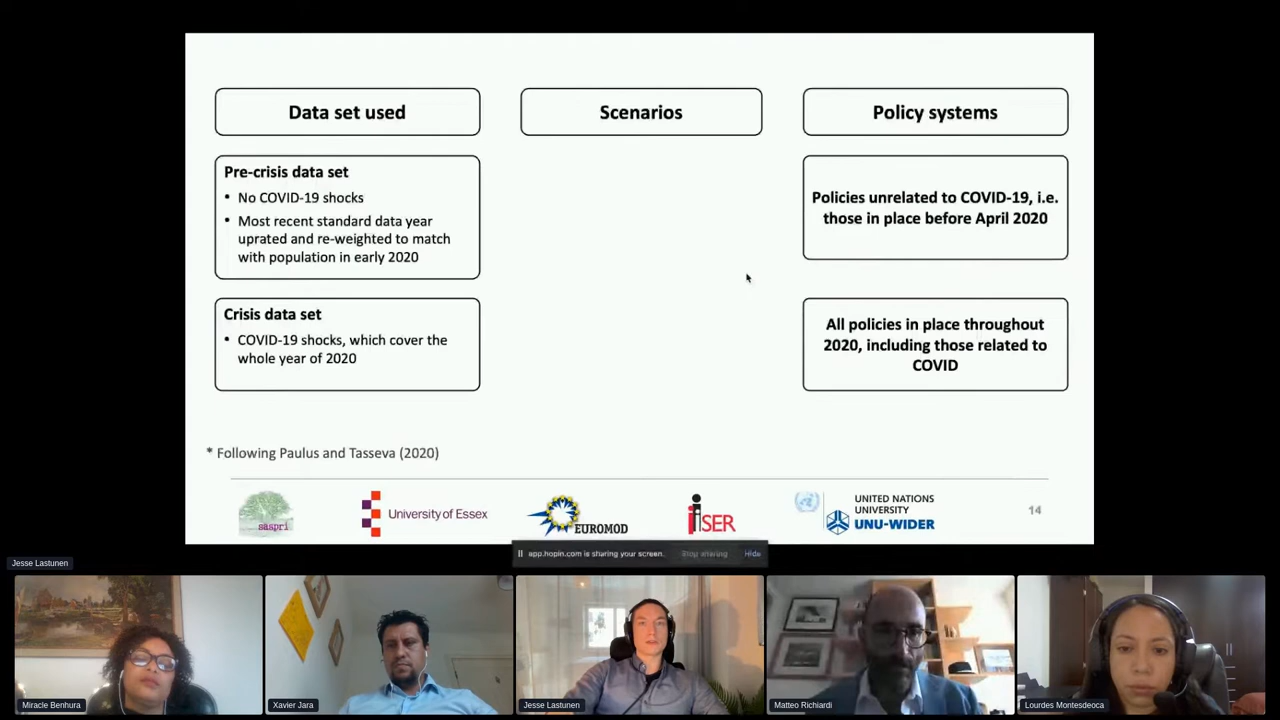 Data set used
Scenarios
Policy systems
Pre-crisis data set
• No COVID-19 shocks
• Most recent standard data year
uprated and re-weighted to match
with population in early 2020
Policies unrelated to COVID-19, i.e.
those in place before April 2020
Crisis data set
• COVID-19 shocks, which cover the
whole year of 2020
All policies in place throughout
2020, including those related to
COVID
* Following Paulus and Tasseva (2020)
saspri
University of Essex
EUROMOD
iiSER
UNITED NATIONS
UNIVERSITY
UNU-WIDER
14
app.hopin.com is sharing your screen.
Stop sharing
Hide
Jesse Lastunen
Miracle Benhura
Xavier Jara
Jesse Lastunen
Matteo Richiardi
Lourdes Montesdeoca